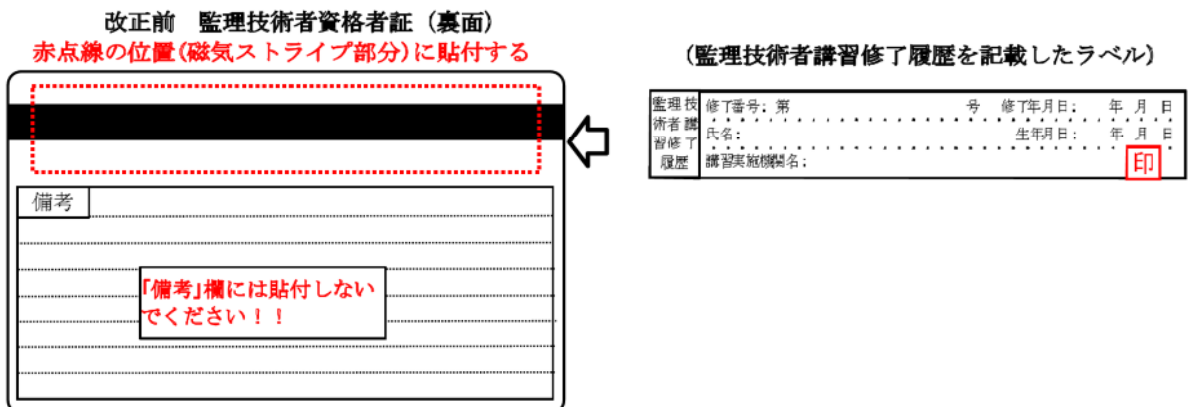 改正前　監理技術者資格者証（裏面）
赤点線の位置（磁気ストライプ部分）に貼付する
備考
「備考」欄には貼付しない
でください！！
（監理技術者講習修了履歴を記載したラベル）
監理技
術者講
習修了
履歴
修了番号：第　号　修了年月日：　年　月　日
氏名：　生年月日：　年　月　日
講習実施機関名：
印